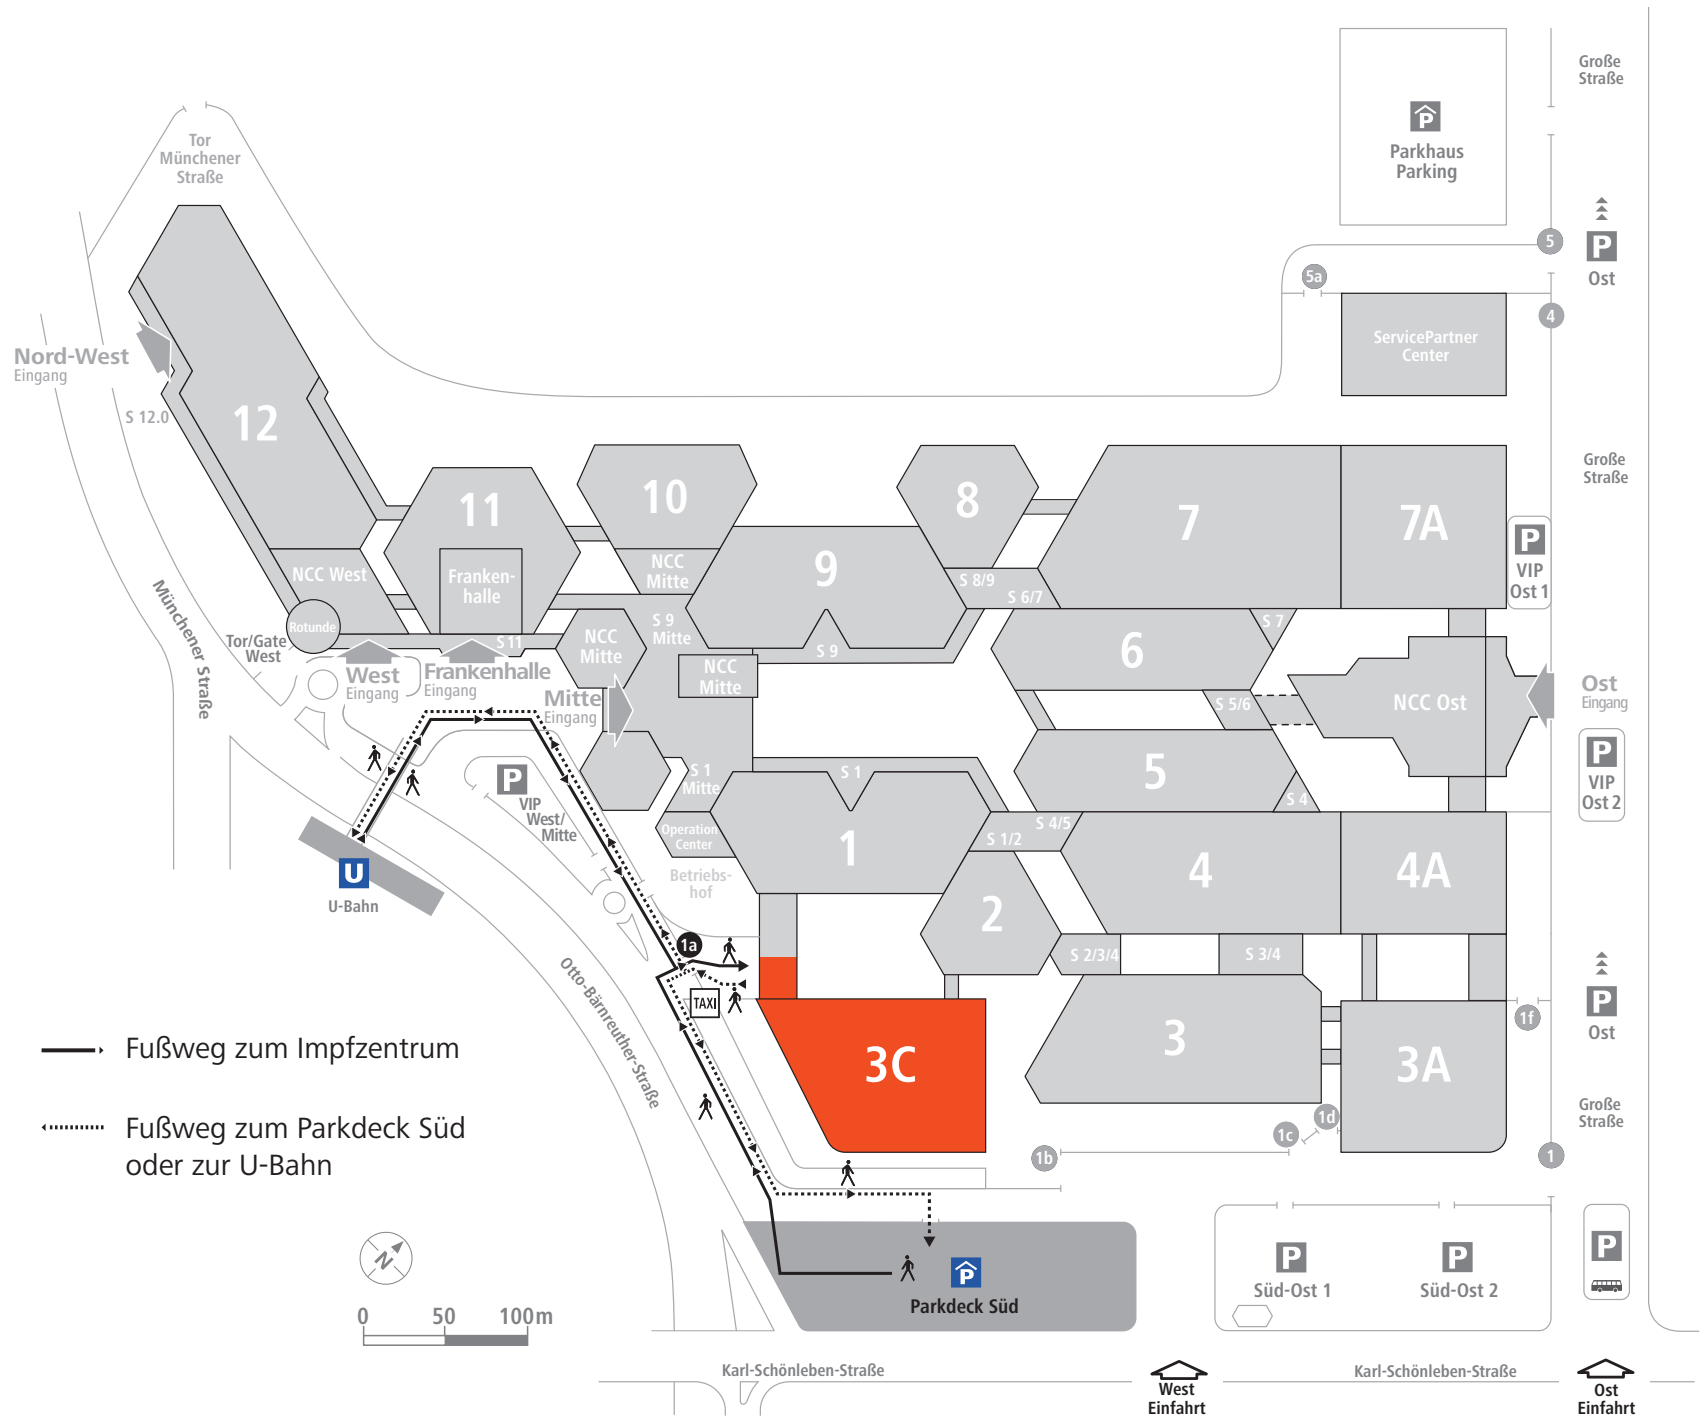 Große
Straße
P
Parkhaus
Parking
Tor
Münchener
Straße
5
P
Ost
5a
4
ServicePartner
Center
Nord-West
Eingang
S 12.0
12
11
10
8
7
7A
Große
Straße
P
VIP
Ost 1
NCC West
Franken-
halle
NCC
Mitte
9
S 8/9
S 6/7
Rotunde
Tor/Gate
West
S 11
NCC
Mitte
S 9
Mitte
S 9
NCC
Mitte
6
S 7
Münchener Straße
West
Eingang
Frankenhalle
Eingang
Mitte
Eingang
S 5/6
NCC Ost
Ost
Eingang
P
VIP
Ost 2
P
VIP
West/
Mitte
S 1
Mitte
S 1
5
S 4
Operation
Center
1
S 4/5
S 1/2
4
4A
Betriebs-
hof
U
U-Bahn
2
1a
S 2/3/4
S 3/4
TAXI
Otto-Bärnreuther-Straße
P
Ost
1f
3C
3
3A
Fußweg zum Impfzentrum
Fußweg zum Parkdeck Süd
oder zur U-Bahn
Große
Straße
1d
1c
1b
1
N
0 50 100m
P
Parkdeck Süd
P
Süd-Ost 1
P
Süd-Ost 2
P
Karl-Schönleben-Straße
Karl-Schönleben-Straße
West
Einfahrt
Ost
Einfahrt